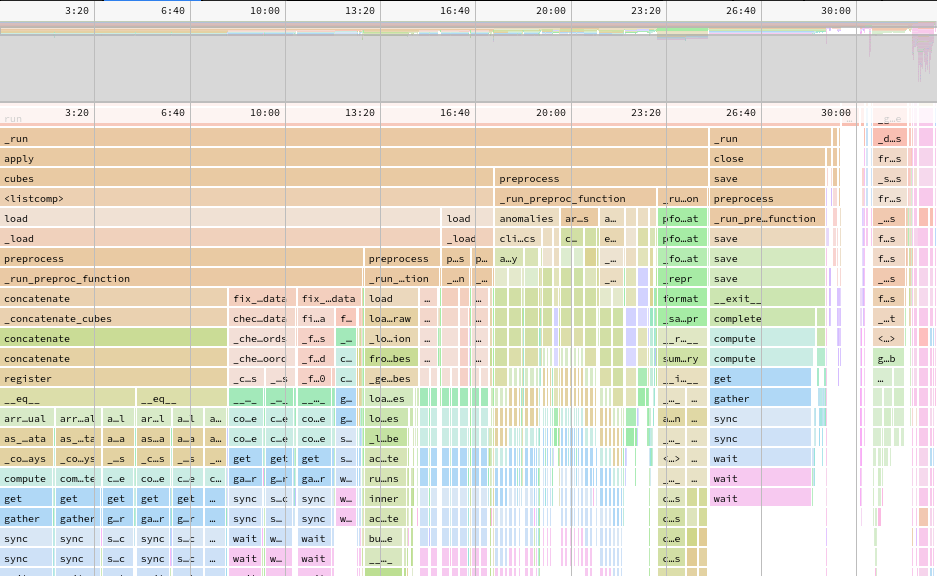 3:20 6:40 10:00 13:20 16:40 20:00 23:20 26:40 30:00
3:20 6:40 10:00 13:20 16:40 20:00 23:20 26:40 30:00
run _g…e
_run _run _d…s
apply close fr…s
cubes preprocess save _s…s
<listcomp> _run_preproc_function _ru…on preprocess fr…s
load load anomalies ar…s a… pfo…at _run_pre…function _…s
_load _load cli…cs c… e… pfo…at save f…s
preprocess preprocess p…s p… a…y _… _fo…at save _…s
_run_preproc_function _run_…tion _…n _… _… _repr save f…s
concatenate fix_…data fix_…data load … … format __exit__ f…s
_concatenate_cubes chec…data fi…a f… loa…raw … … _sa…pr complete _…t
concatenate _che…ords _f…s _… _lo…ion __r…_ compute <…>
concatenate _che…oord _f…d c… fro…bes sum…ry compute g…b
register _c…s _…s _f…0 c… _ge…bes __i…_ get …
__eq__ __eq__ __…_ _…_ __…_ g… loa…es _…_ _… gather
arr…ual arr…al a…l ar…l a…l a… co…e c…e co…e g… lo…es a…n _… sync
as_…ata as_…ta a…a as…a a…a a… co…e c…e co…e s… _l…be _…_ … sync
_co…ays _co…ys _…s _c…s _…s _… get get get s… ac…te <…> … wait
compute com…te c…e co…e c…e c… ga…r g…r ga…r w… ru…ns _…_ … wait
get get get get get … sync s…c sync w… inner c…s wait
gather gather g…r ga…r g…r … sync s… sync w… ac…te c…s
sync sync s…c sync s…c … wait w… wait bu…e c…e
sync sync s…c sync s…c … wait w… wait __…_ c…s